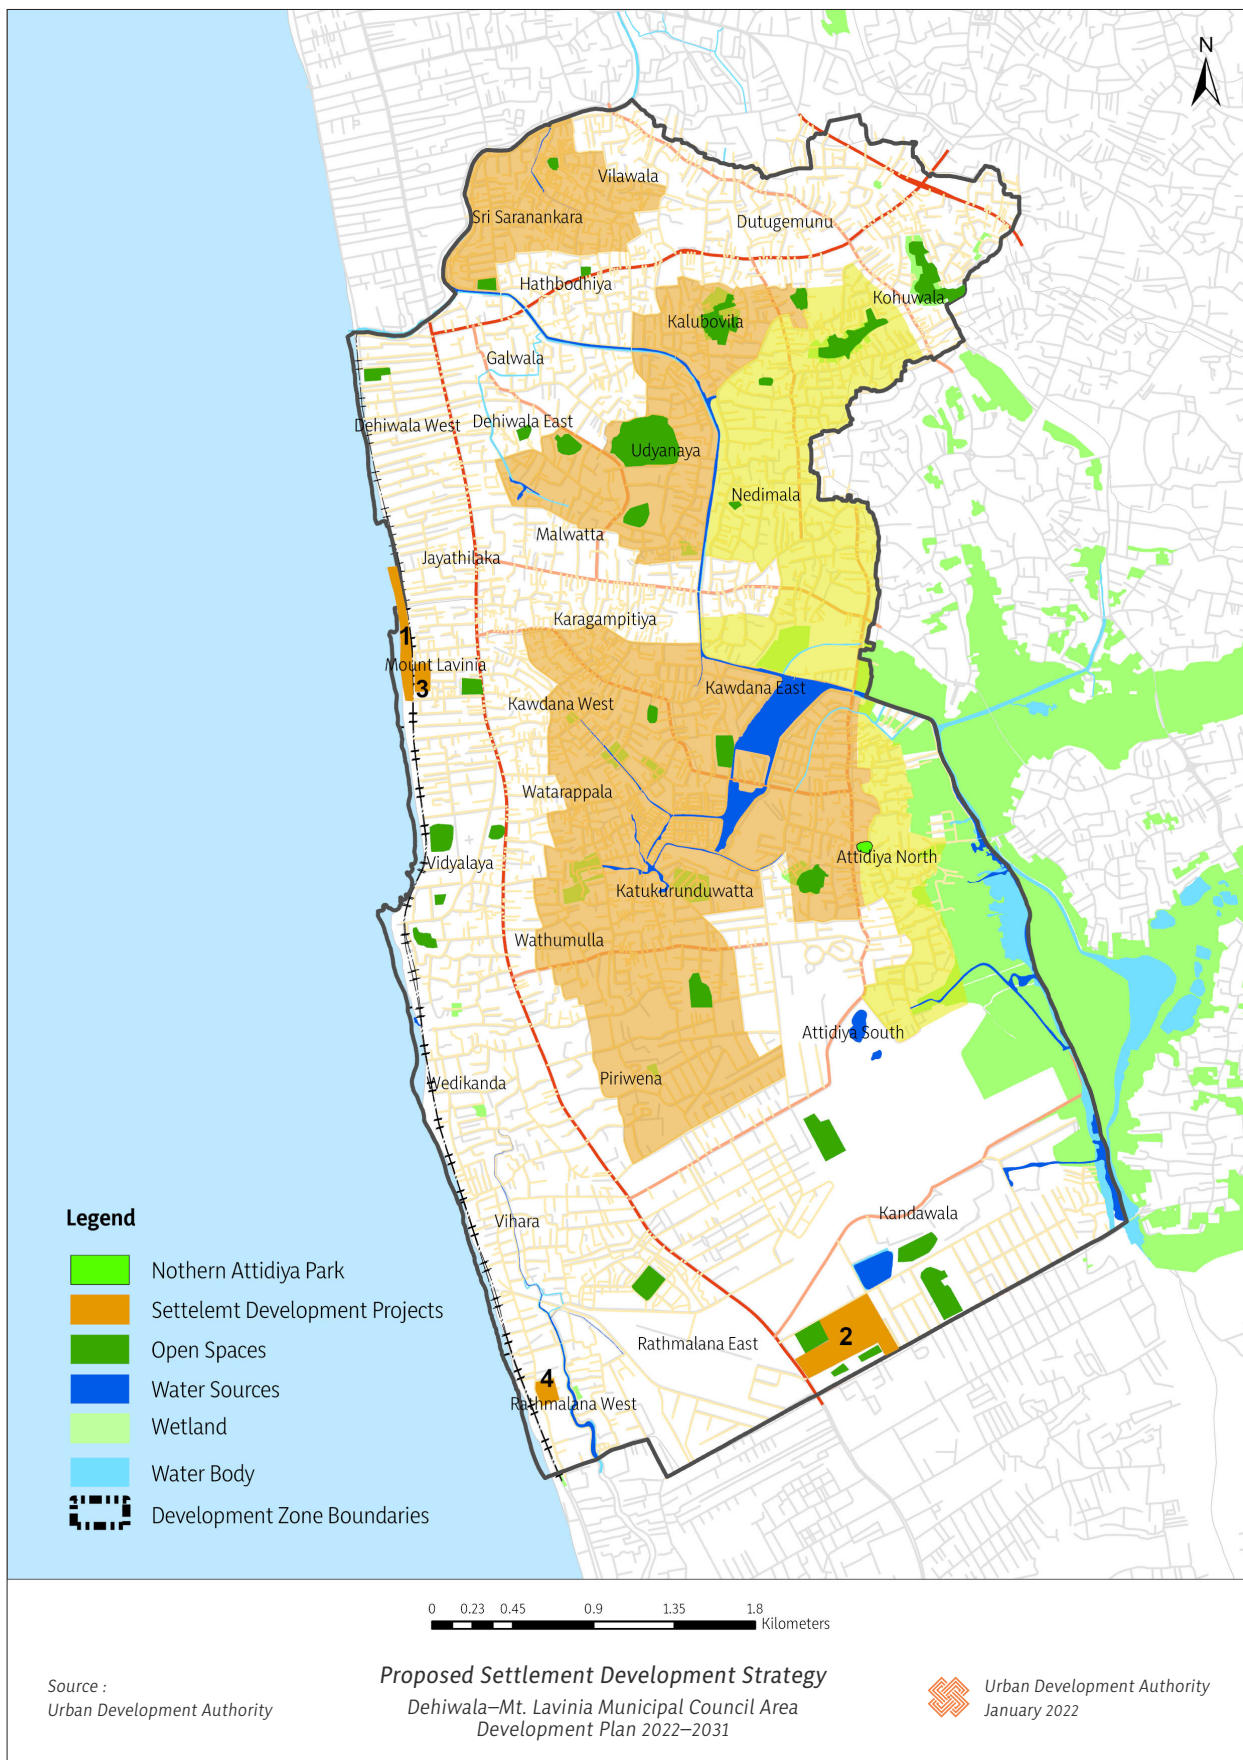 N
Vilawala
Sri Saranankara
Dutugemunu
Hathbodhiya
Kohuwala
Kalubovila
Galwala
Dehiwala West
Dehiwala East
Udyanaya
Nedimala
Malwatta
Jayathilaka
Karagampitiya
1
Mount Lavinia
3
Kawdana East
Kawdana West
Watarappala
Attidiya North
Vidyalaya
Katukurunduwatta
Wathumulla
Attidiya South
Piriwena
Wedikanda
Vihara
Kandawala
Rathmalana East
2
4
Rathmalana West
Legend
Nothern Attidiya Park
Settelemt Development Projects
Open Spaces
Water Sources
Wetland
Water Body
Development Zone Boundaries
0 0.23 0.45 0.9 1.35 1.8
Kilometers
Proposed Settlement Development Strategy
Dehiwala–Mt. Lavinia Municipal Council Area
Development Plan 2022–2031
Source :
Urban Development Authority
Urban Development Authority
January 2022